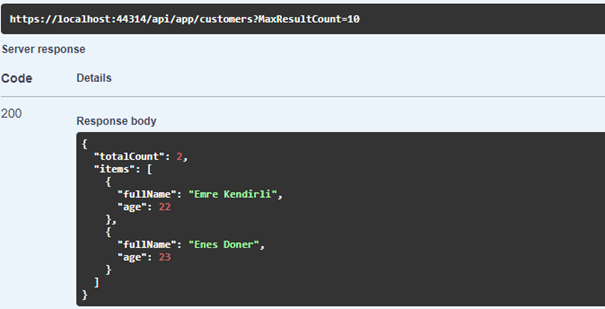 https://localhost:44314/api/app/customers?MaxResultCount=10
Server response
Code Details
200
Response body
{
"totalCount": 2,
"items": [
{
"fullName": "Emre Kendirli",
"age": 22
},
{
"fullName": "Enes Doner",
"age": 23
}
]
}